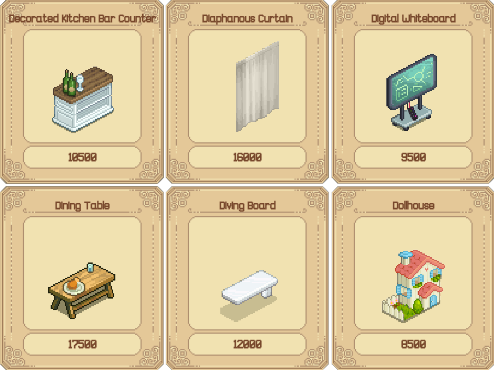 Decorated Kitchen Bar Counter
Diaphanous Curtain
Digital Whiteboard
10500
16000
9500
Dining Table
Diving Board
Dollhouse
17500
12000
8500